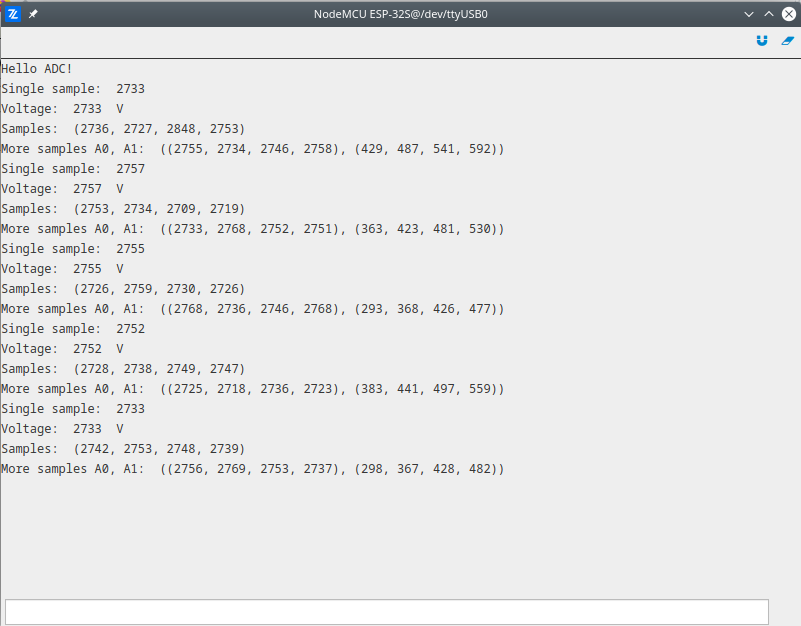 NodeMCU ESP-32S@/dev/ttyUSB0
Hello ADC!
Single sample:  2733
Voltage:  2733  V
Samples:  (2736, 2727, 2848, 2753)
More samples A0, A1:  ((2755, 2734, 2746, 2758), (429, 487, 541, 592))
Single sample:  2757
Voltage:  2757  V
Samples:  (2753, 2734, 2709, 2719)
More samples A0, A1:  ((2733, 2768, 2752, 2751), (363, 423, 481, 530))
Single sample:  2755
Voltage:  2755  V
Samples:  (2726, 2759, 2730, 2726)
More samples A0, A1:  ((2768, 2736, 2746, 2768), (293, 368, 426, 477))
Single sample:  2752
Voltage:  2752  V
Samples:  (2728, 2738, 2749, 2747)
More samples A0, A1:  ((2725, 2718, 2736, 2723), (383, 441, 497, 559))
Single sample:  2733
Voltage:  2733  V
Samples:  (2742, 2753, 2748, 2739)
More samples A0, A1:  ((2756, 2769, 2753, 2737), (298, 367, 428, 482))